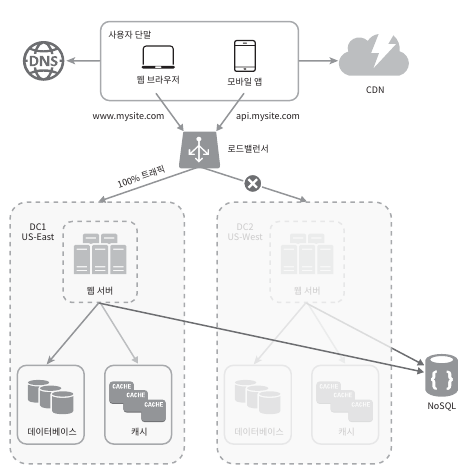 사용자 단말
DNS
웹 브라우저
모바일 앱
CDN
www.mysite.com
api.mysite.com
로드밸런서
100% 트래픽
DC1
US-East
DC2
US-West
웹 서버
웹 서버
CACHE
CACHE
CACHE
CACHE
CACHE
CACHE
데이터베이스
캐시
데이터베이스
캐시
{ }
NoSQL